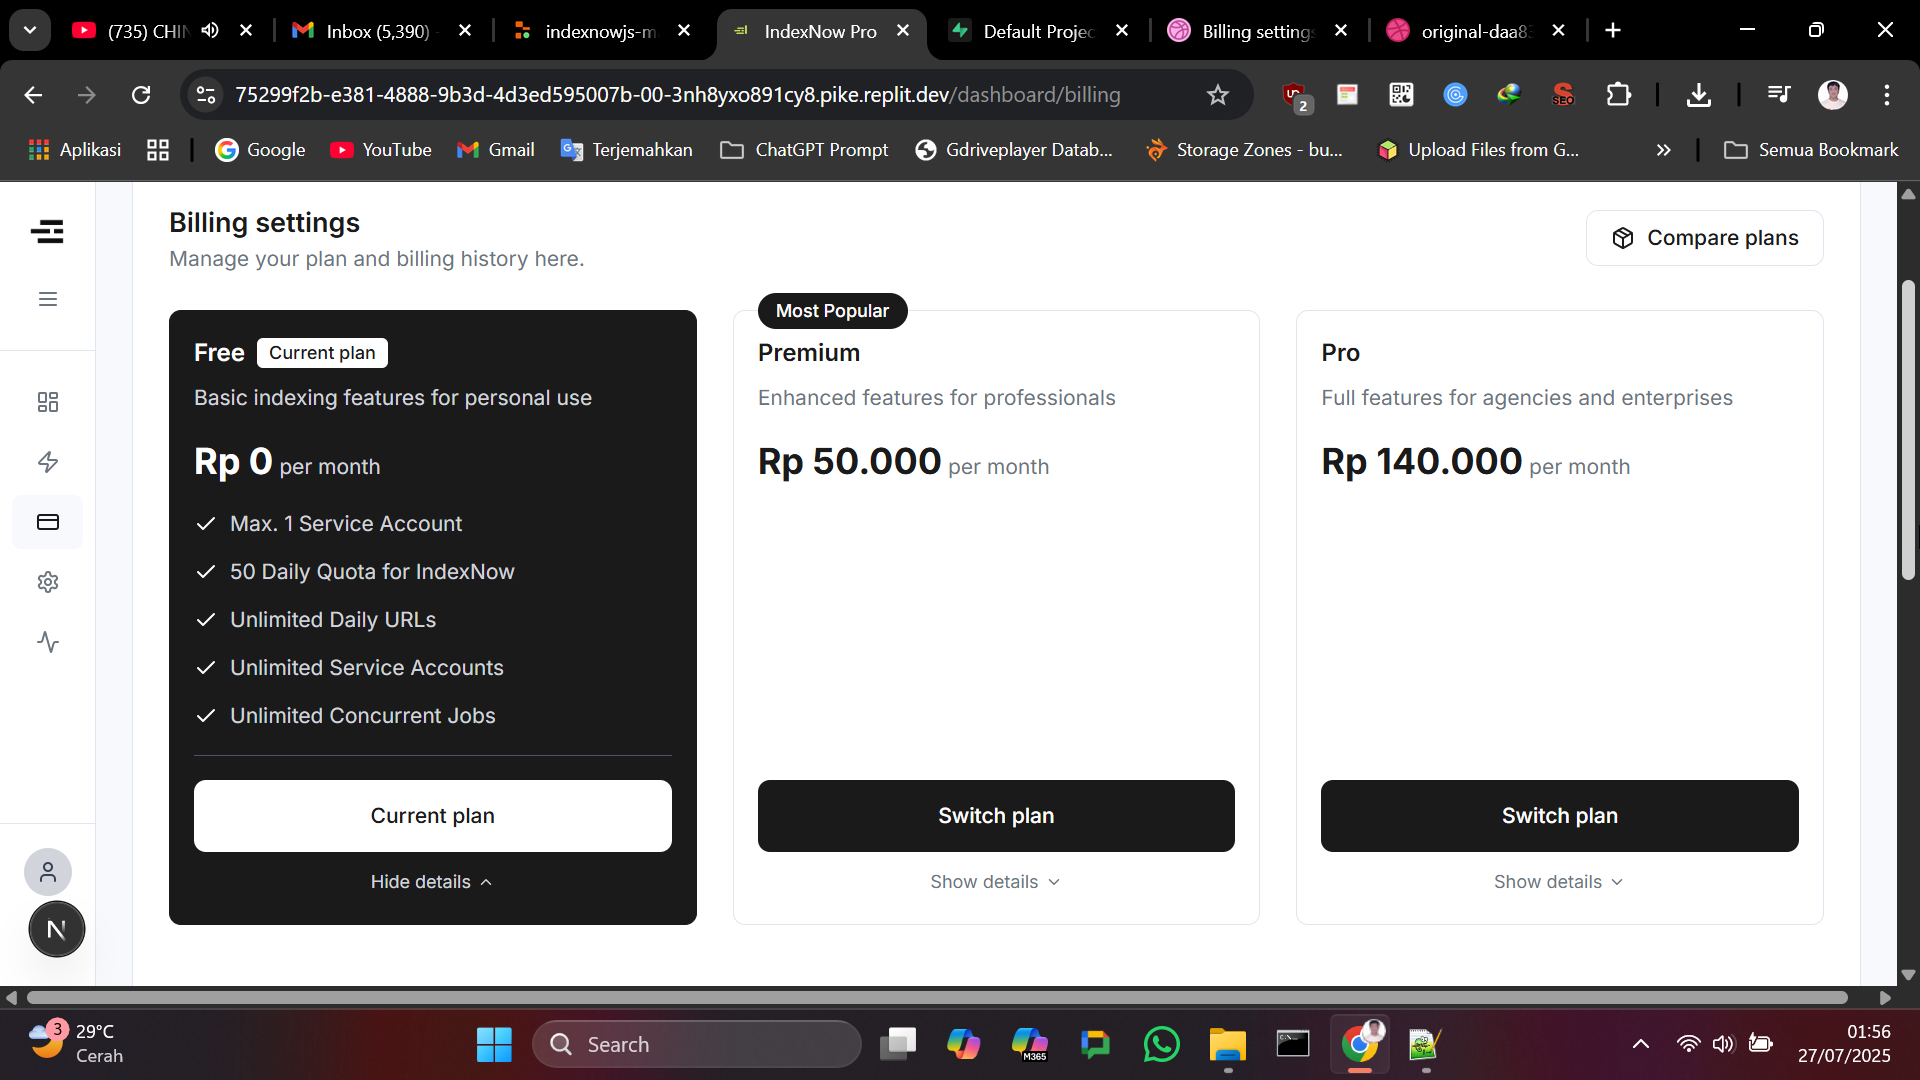 (735) CHIN
Inbox (5,390) -
indexnowjs-m
IndexNow Pro
Default Projec
Billing settings
original-daa83
75299f2b-e381-4888-9b3d-4d3ed595007b-00-3nh8yxo891cy8.pike.replit.dev/dashboard/billing
2
SEO
Aplikasi
Google
YouTube
Gmail
Terjemahkan
ChatGPT Prompt
Gdriveplayer Datab...
Storage Zones - bu...
Upload Files from G...
Semua Bookmark
Billing settings
Manage your plan and billing history here.
Compare plans
Free
Current plan
Basic indexing features for personal use
Rp 0 per month
Max. 1 Service Account
50 Daily Quota for IndexNow
Unlimited Daily URLs
Unlimited Service Accounts
Unlimited Concurrent Jobs
Current plan
Hide details
Most Popular
Premium
Enhanced features for professionals
Rp 50.000 per month
Switch plan
Show details
Pro
Full features for agencies and enterprises
Rp 140.000 per month
Switch plan
Show details
N
3
29°C
Cerah
Search
M365
01:56
27/07/2025